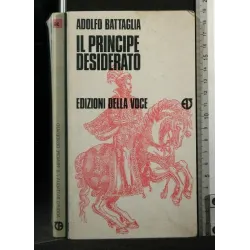 ADOLFO BATTAGLIA
IL PRINCIPE
DESIDERATO
EDIZIONI DELLA VOCE